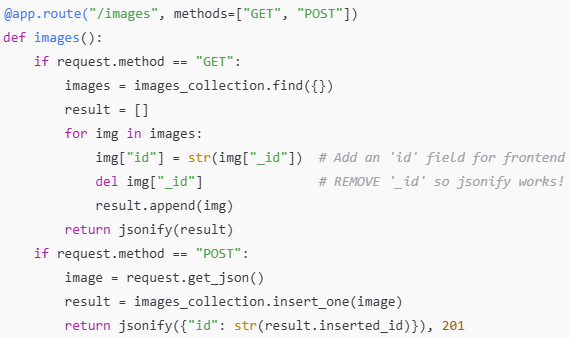 @app.route("/images", methods=["GET", "POST"])
def images():
    if request.method == "GET":
        images = images_collection.find({})
        result = []
        for img in images:
            img["id"] = str(img["_id"])  # Add an 'id' field for frontend
            del img["_id"]               # REMOVE '_id' so jsonify works!
            result.append(img)
        return jsonify(result)
    if request.method == "POST":
        image = request.get_json()
        result = images_collection.insert_one(image)
        return jsonify({"id": str(result.inserted_id)}), 201